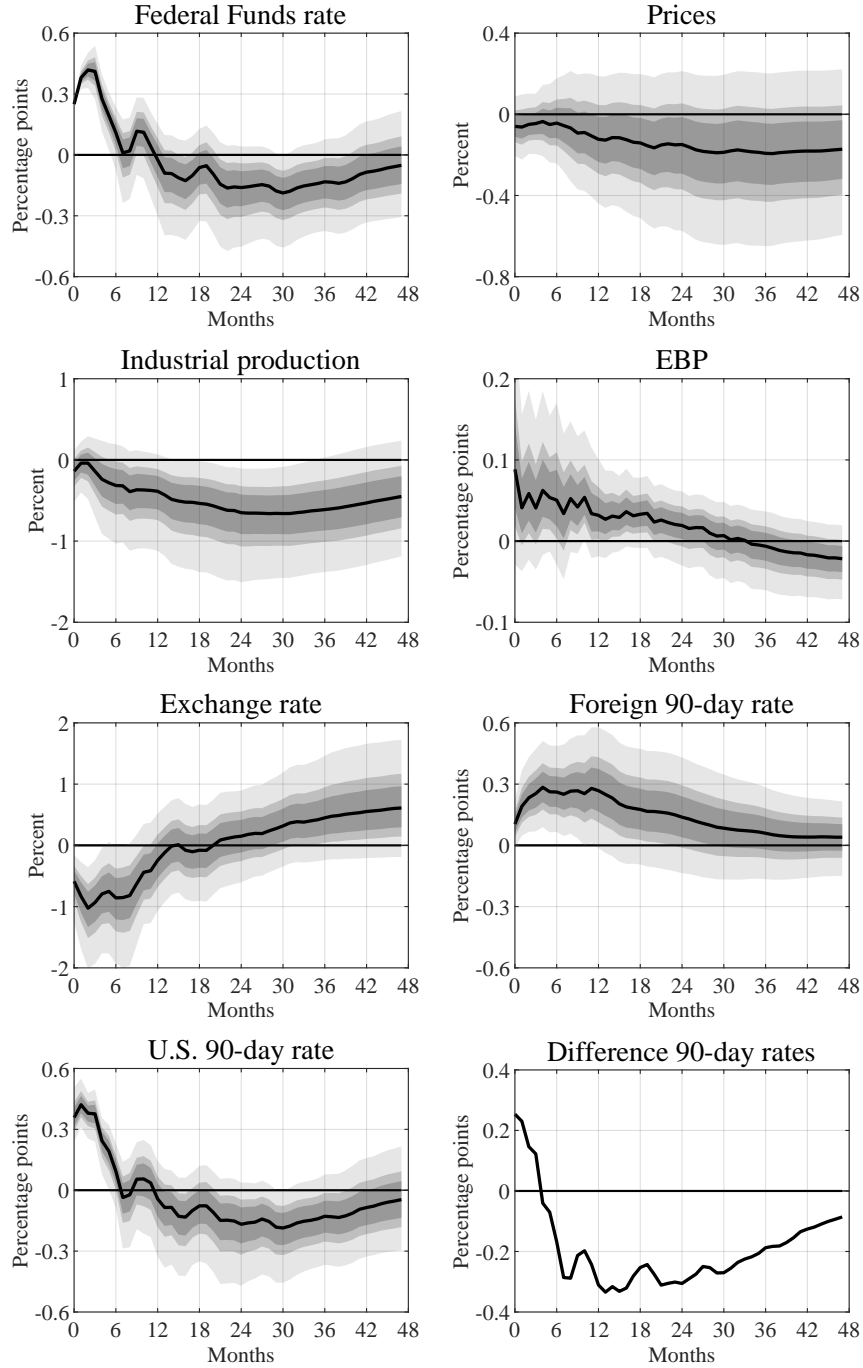 Federal Funds rate
Percentage points
0.6
0.3
0
-0.3
-0.6
0 6 12 18 24 30 36 42 48
Months
Prices
Percent
0.4
0
-0.4
-0.8
0 6 12 18 24 30 36 42 48
Months
Industrial production
Percent
1
0
-1
-2
0 6 12 18 24 30 36 42 48
Months
EBP
Percentage points
0.2
0.1
0
-0.1
0 6 12 18 24 30 36 42 48
Months
Exchange rate
Percent
2
1
0
-1
-2
0 6 12 18 24 30 36 42 48
Months
Foreign 90-day rate
Percentage points
0.6
0.3
0
-0.3
-0.6
0 6 12 18 24 30 36 42 48
Months
U.S. 90-day rate
Percentage points
0.6
0.3
0
-0.3
-0.6
0 6 12 18 24 30 36 42 48
Months
Difference 90-day rates
Percentage points
0.4
0.2
0
-0.2
-0.4
0 6 12 18 24 30 36 42 48
Months